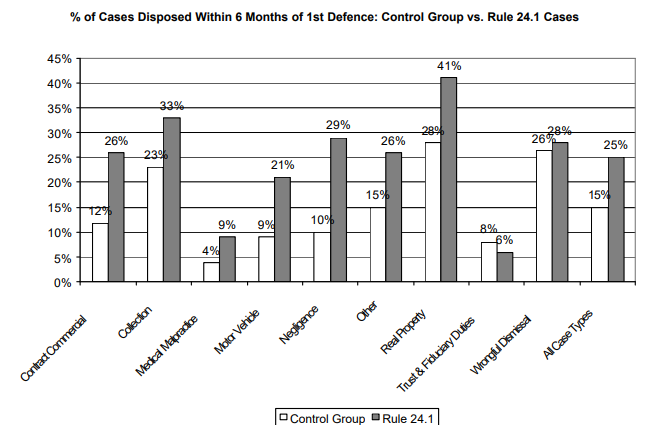 % of Cases Disposed Within 6 Months of 1st Defence: Control Group vs. Rule 24.1 Cases
45%
40%
35%
30%
25%
20%
15%
10%
5%
0%
12%
26%
23%
33%
4%
9%
9%
21%
10%
29%
15%
26%
28%
41%
8%
6%
26%
28%
15%
25%
Contract Commercial
Collection
Medical Malpractice
Motor Vehicle
Negligence
Other
Real Property
Trust & Fiduciary Duties
Wrongful Dismissal
All Case Types
Control Group
Rule 24.1